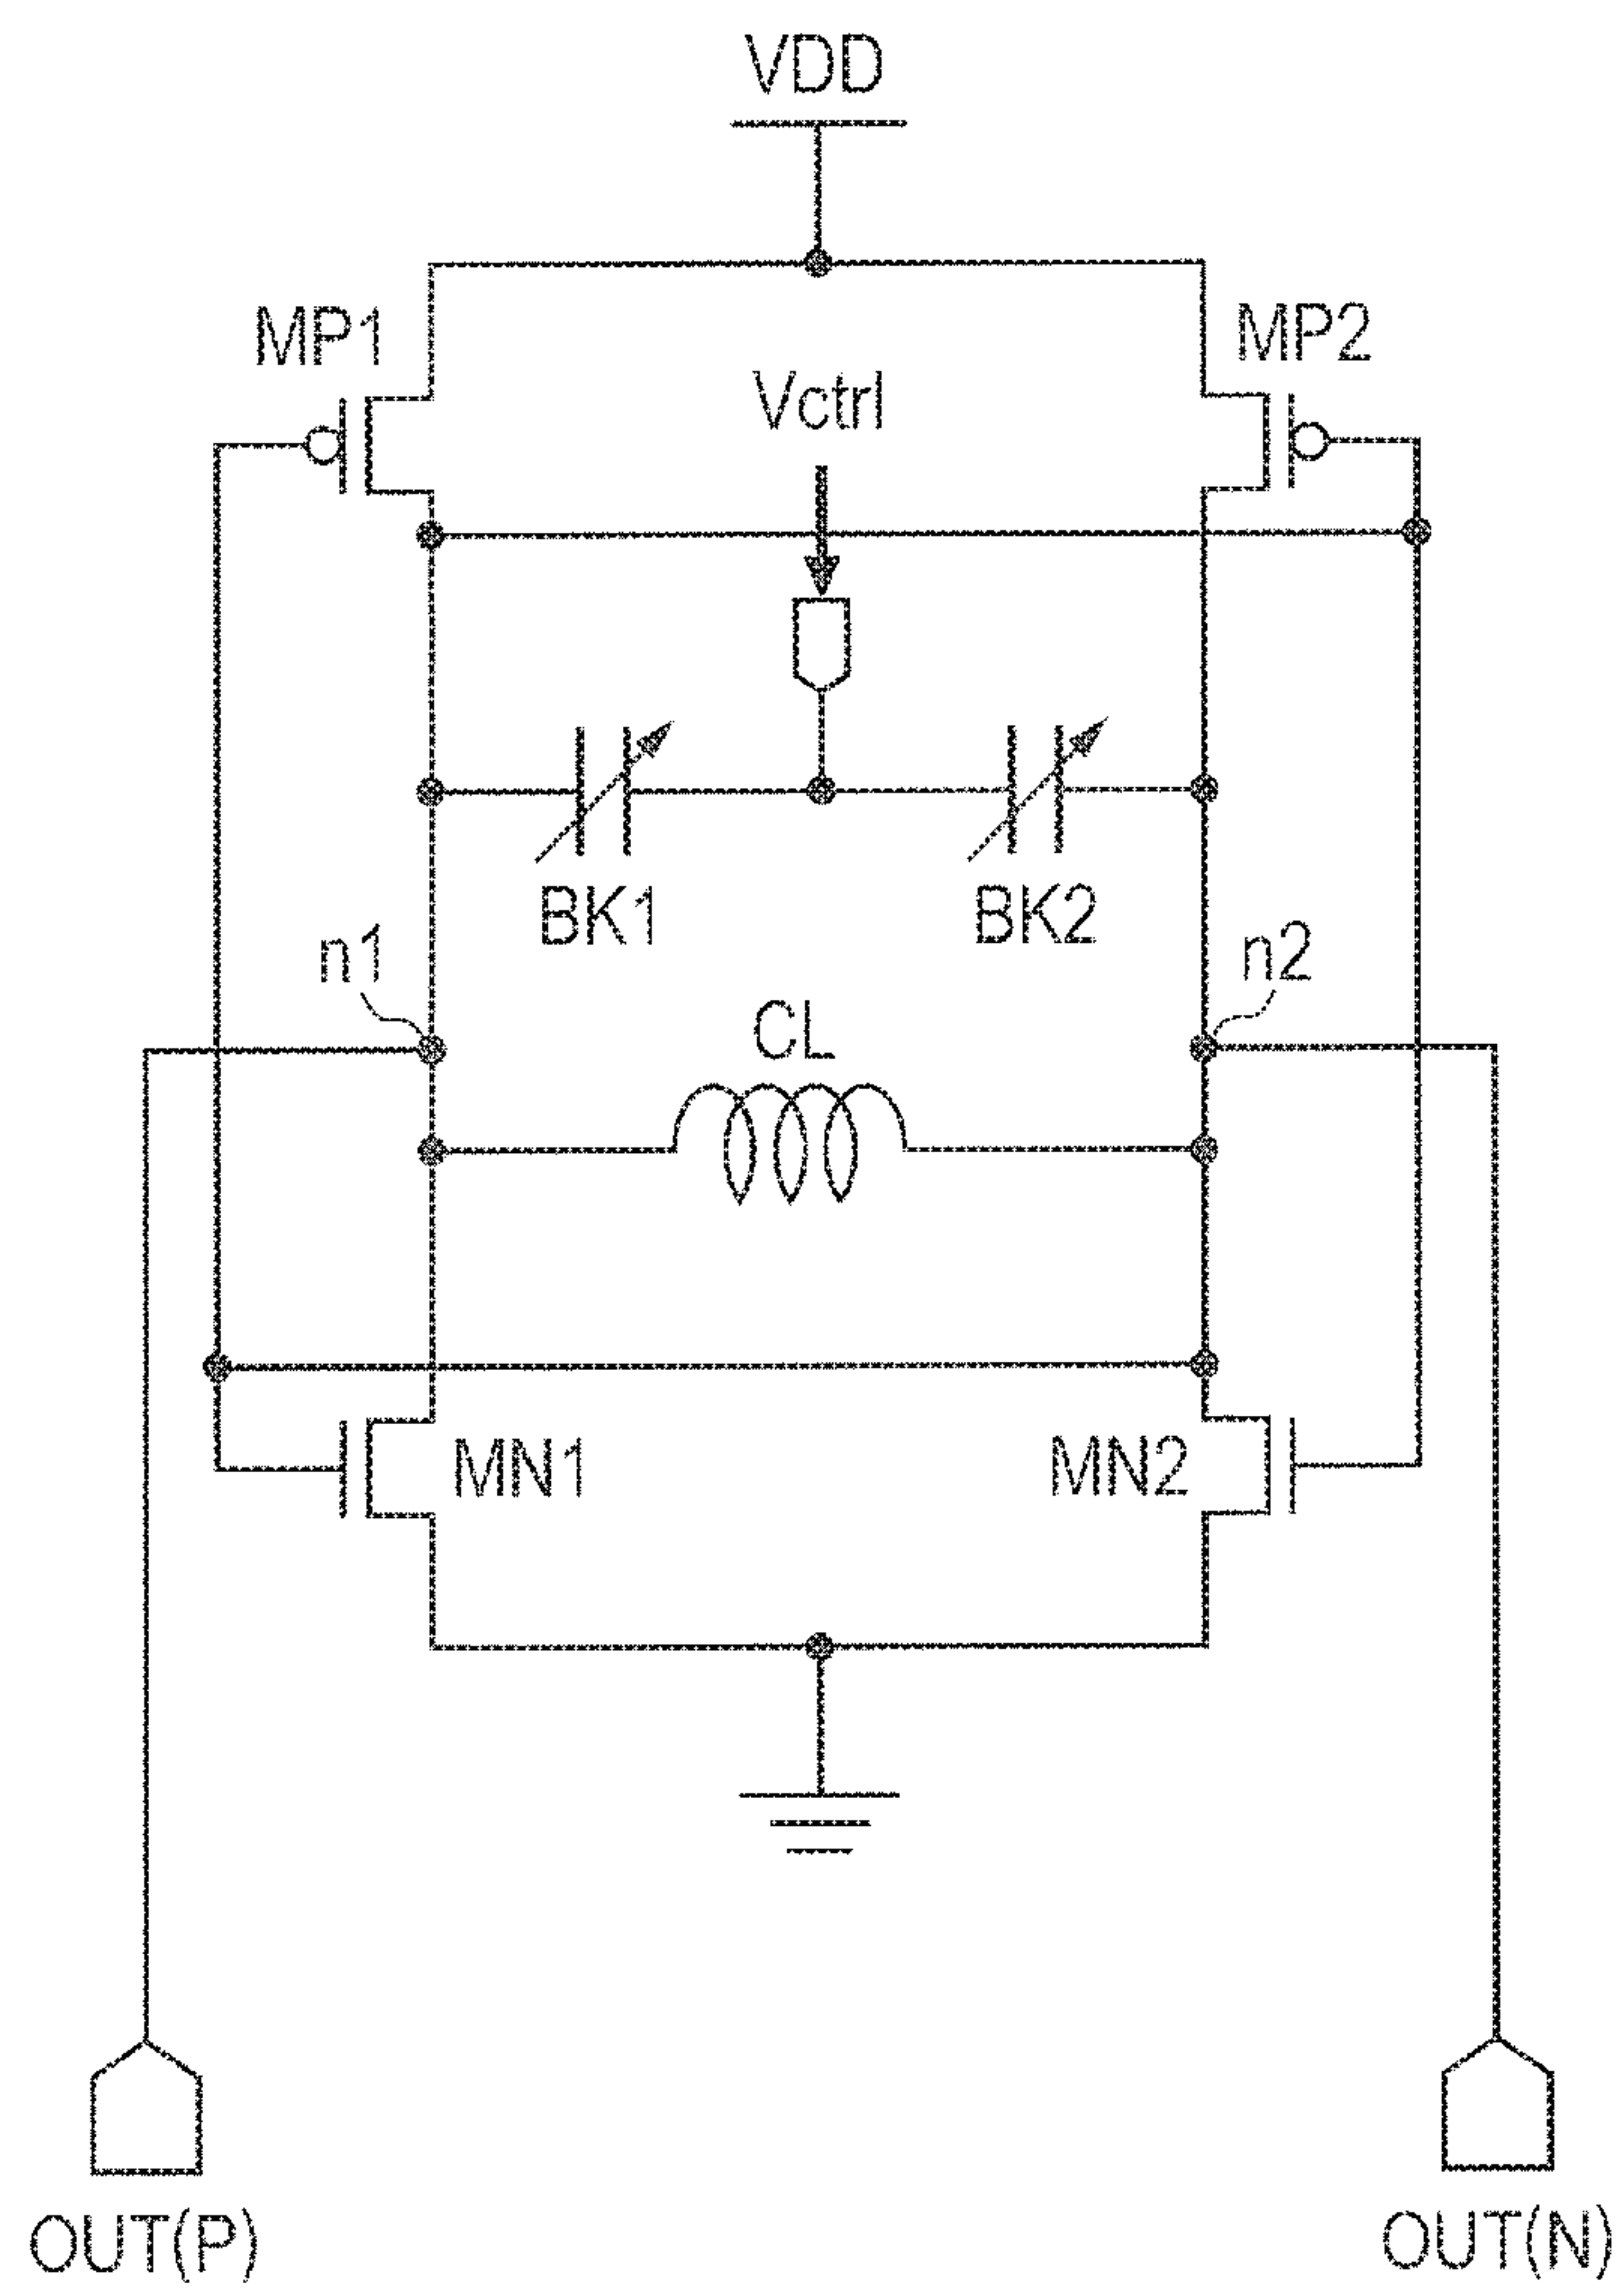 VDD
MP1
MP2
Vctrl
BK1
BK2
n1
n2
CL
MN1
MN2
OUT(P)
OUT(N)